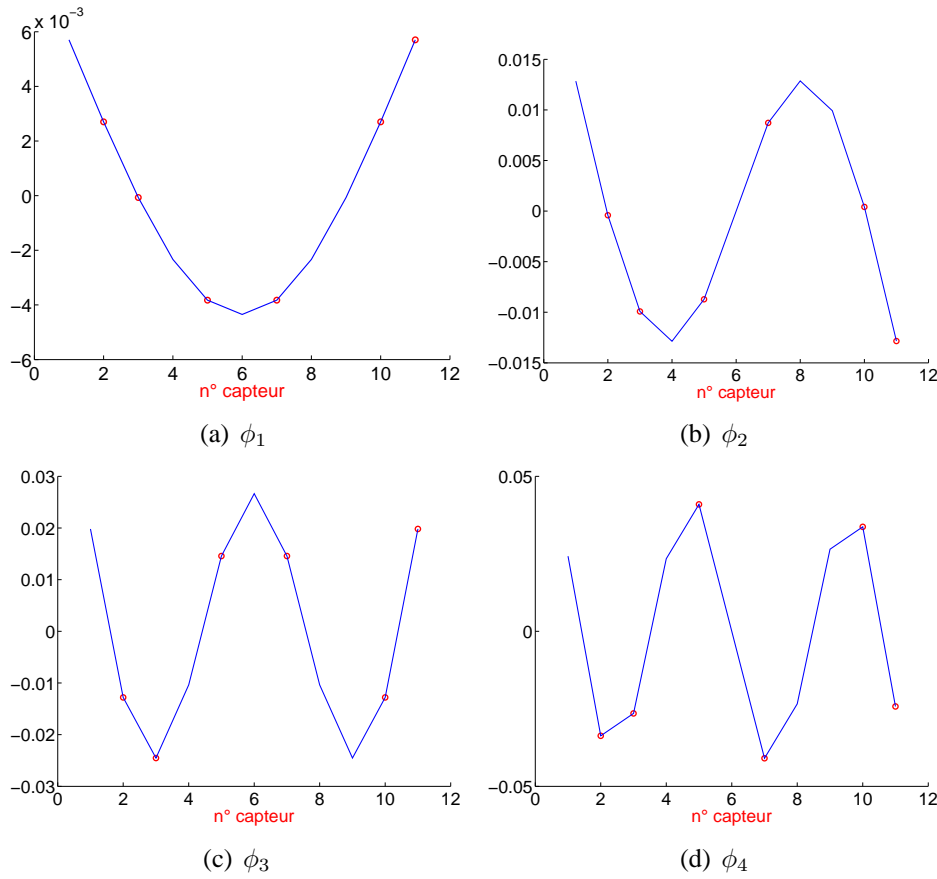 x 10⁻³
6
4
2
0
−2
−4
−6
0 2 4 6 8 10 12
n° capteur
(a) ϕ₁
0.015
0.01
0.005
0
−0.005
−0.01
−0.015
0 2 4 6 8 10 12
n° capteur
(b) ϕ₂
0.03
0.02
0.01
0
−0.01
−0.02
−0.03
0 2 4 6 8 10 12
n° capteur
(c) ϕ₃
0.05
0
−0.05
0 2 4 6 8 10 12
n° capteur
(d) ϕ₄